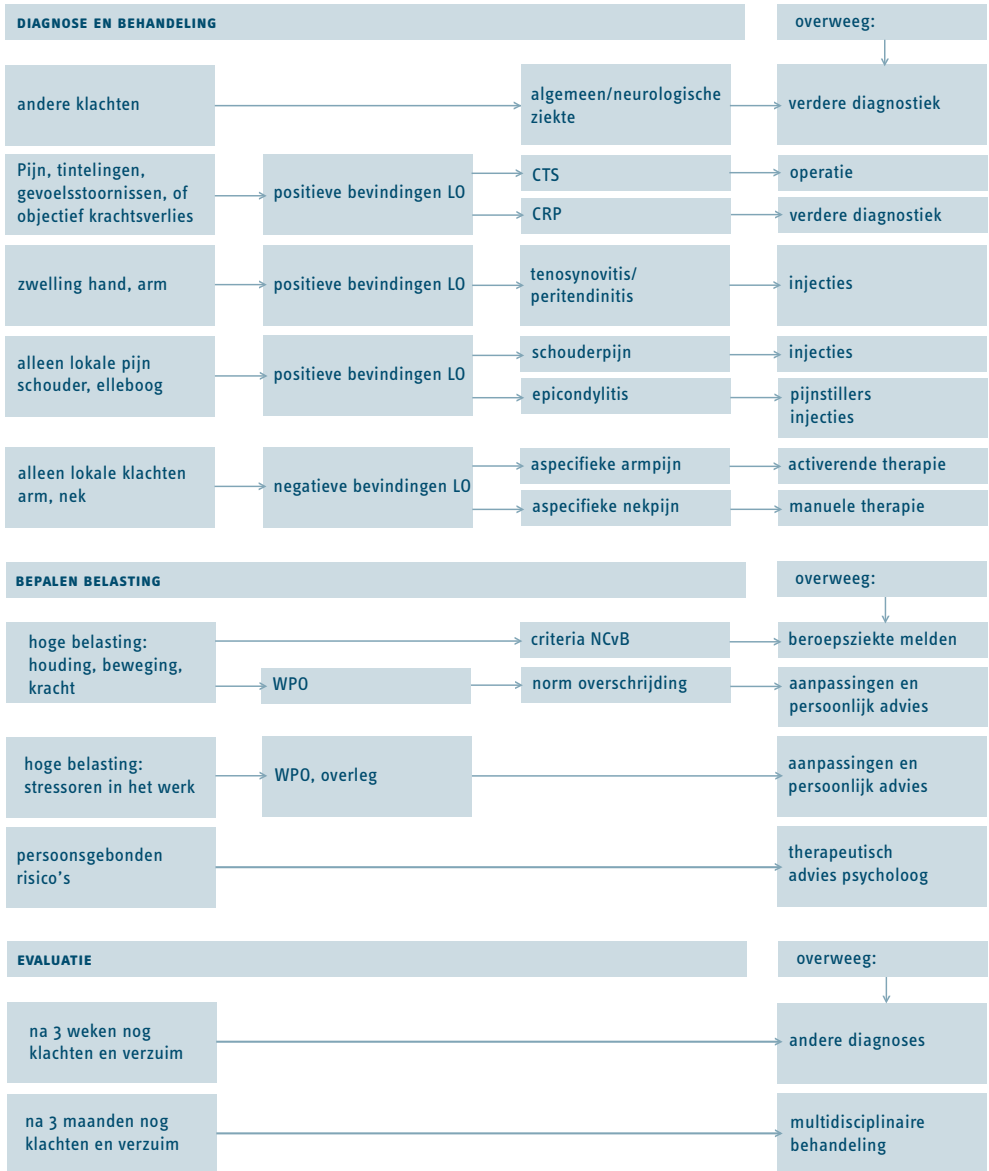 DIAGNOSE EN BEHANDELING
overweeg:
andere klachten
algemeen/neurologische
ziekte
verdere diagnostiek
Pijn, tintelingen,
gevoelsstoornissen, of
objectief krachtsverlies
positieve bevindingen LO
CTS
operatie
CRP
verdere diagnostiek
zwelling hand, arm
positieve bevindingen LO
tenosynovitis/
peritendinitis
injecties
alleen lokale pijn
schouder, elleboog
positieve bevindingen LO
schouderpijn
injecties
epicondylitis
pijnstillers
injecties
alleen lokale klachten
arm, nek
negatieve bevindingen LO
aspecifieke armpijn
activerende therapie
aspecifieke nekpijn
manuele therapie
BEPALEN BELASTING
overweeg:
hoge belasting:
houding, beweging,
kracht
criteria NCvB
beroepsziekte melden
WPO
norm overschrijding
aanpassingen en
persoonlijk advies
hoge belasting:
stressoren in het werk
WPO, overleg
aanpassingen en
persoonlijk advies
persoonsgebonden
risico's
therapeutisch
advies psycholoog
EVALUATIE
overweeg:
na 3 weken nog
klachten en verzuim
andere diagnoses
na 3 maanden nog
klachten en verzuim
multidisciplinaire
behandeling